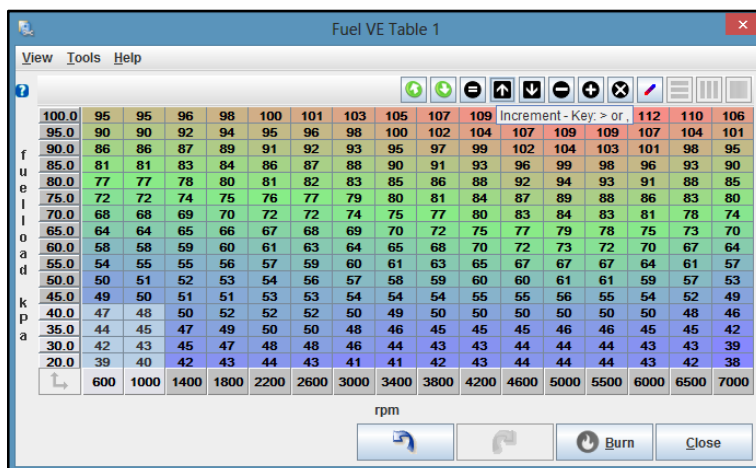 Fuel VE Table 1
View Tools Help
100.0 95 95 96 98 100 101 103 105 107 109 Increment - Key: > or , 112 110 106
95.0 90 90 92 94 95 96 98 100 102 104 107 109 109 107 104 101
90.0 86 86 87 89 91 92 93 95 97 99 102 104 103 101 98 95
85.0 81 81 83 84 86 87 88 90 91 93 96 99 98 96 93 90
80.0 77 77 78 80 81 82 83 85 86 88 92 94 93 91 88 85
75.0 72 72 74 75 76 77 79 80 81 84 87 89 88 86 83 80
70.0 68 68 69 70 72 72 74 75 77 80 83 84 83 81 78 74
65.0 64 64 65 66 67 68 69 70 72 75 77 79 78 75 73 70
60.0 58 58 59 60 61 63 64 65 68 70 72 73 72 70 67 64
55.0 54 55 55 56 57 59 60 61 63 65 67 67 67 64 61 57
50.0 50 51 52 53 54 56 57 58 59 60 60 61 61 59 57 53
45.0 49 50 51 51 53 53 54 54 54 55 55 56 55 54 52 49
40.0 47 48 50 52 52 52 50 49 50 50 50 50 50 50 48 46
35.0 44 45 47 49 50 50 48 46 45 45 45 46 46 45 45 42
30.0 42 43 45 47 48 48 46 44 43 43 44 44 44 44 43 39
20.0 39 40 42 43 44 43 41 41 42 43 44 44 44 43 42 38
600 1000 1400 1800 2200 2600 3000 3400 3800 4200 4600 5000 5500 6000 6500 7000
fuelload kPa
rpm
Burn Close